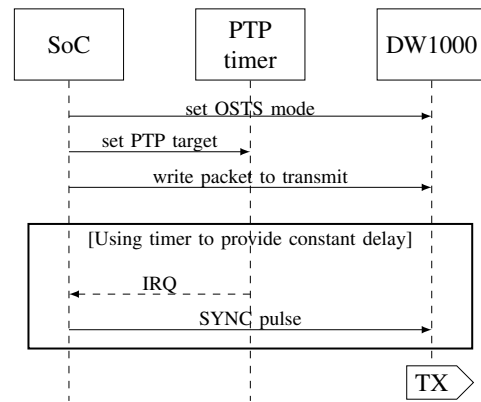 SoC
PTP
timer
DW1000
set OSTS mode
set PTP target
write packet to transmit
[Using timer to provide constant delay]
IRQ
SYNC pulse
TX